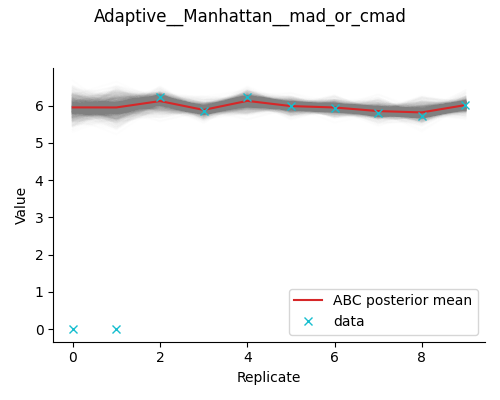 Adaptive__Manhattan__mad_or_cmad
6
5
4
3
2
1
0
Value
0
2
4
6
8
Replicate
ABC posterior mean
data